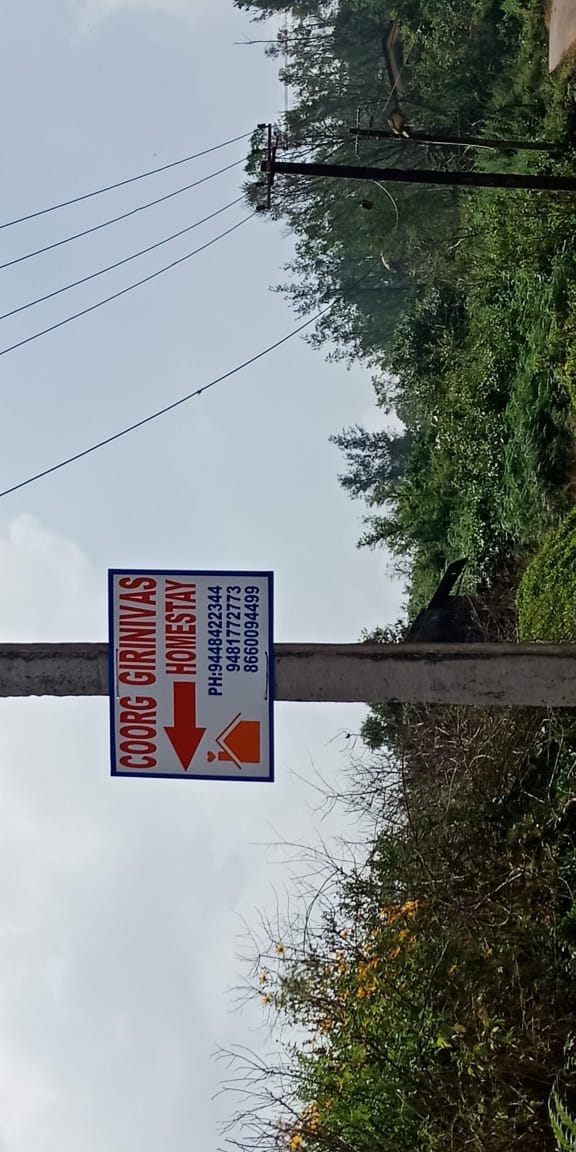 COORG GIRINIVAS
HOMESTAY
PH:9448422344
9481772773
8660094499